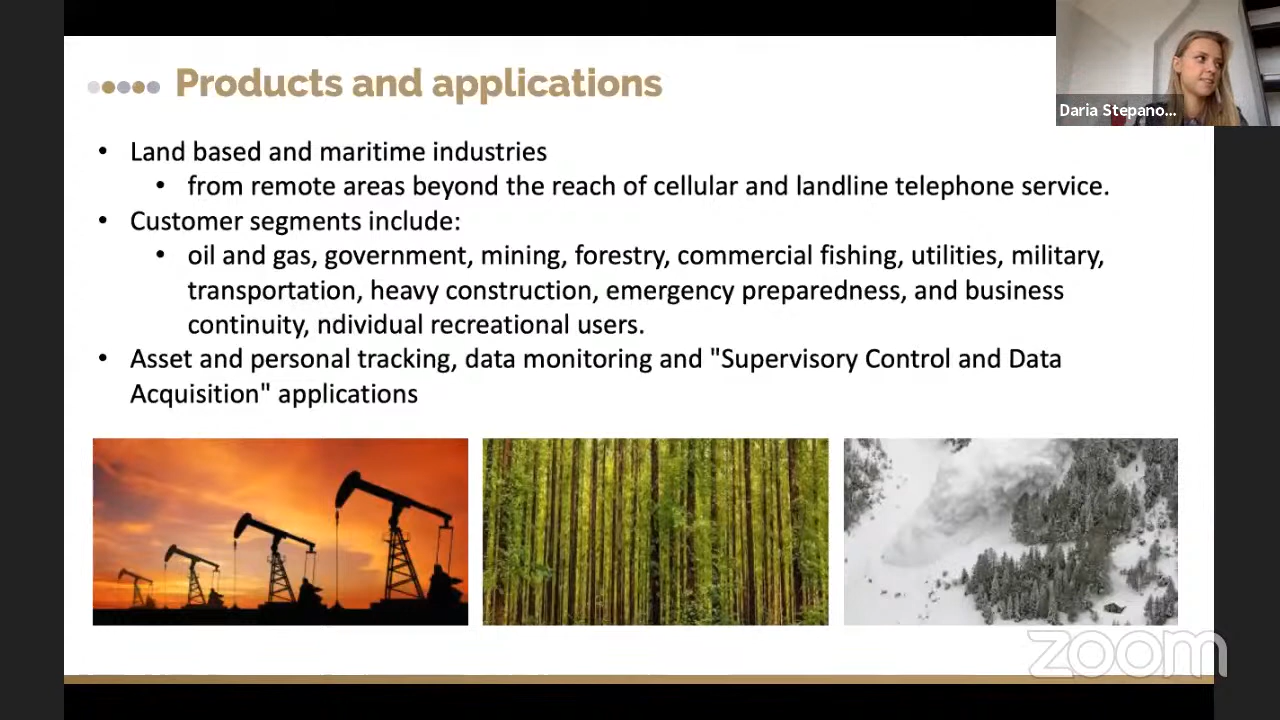 Products and applications
Daria Stepano...
• Land based and maritime industries
• from remote areas beyond the reach of cellular and landline telephone service.
• Customer segments include:
• oil and gas, government, mining, forestry, commercial fishing, utilities, military,
transportation, heavy construction, emergency preparedness, and business
continuity, ndividual recreational users.
• Asset and personal tracking, data monitoring and "Supervisory Control and Data
Acquisition" applications
zoom